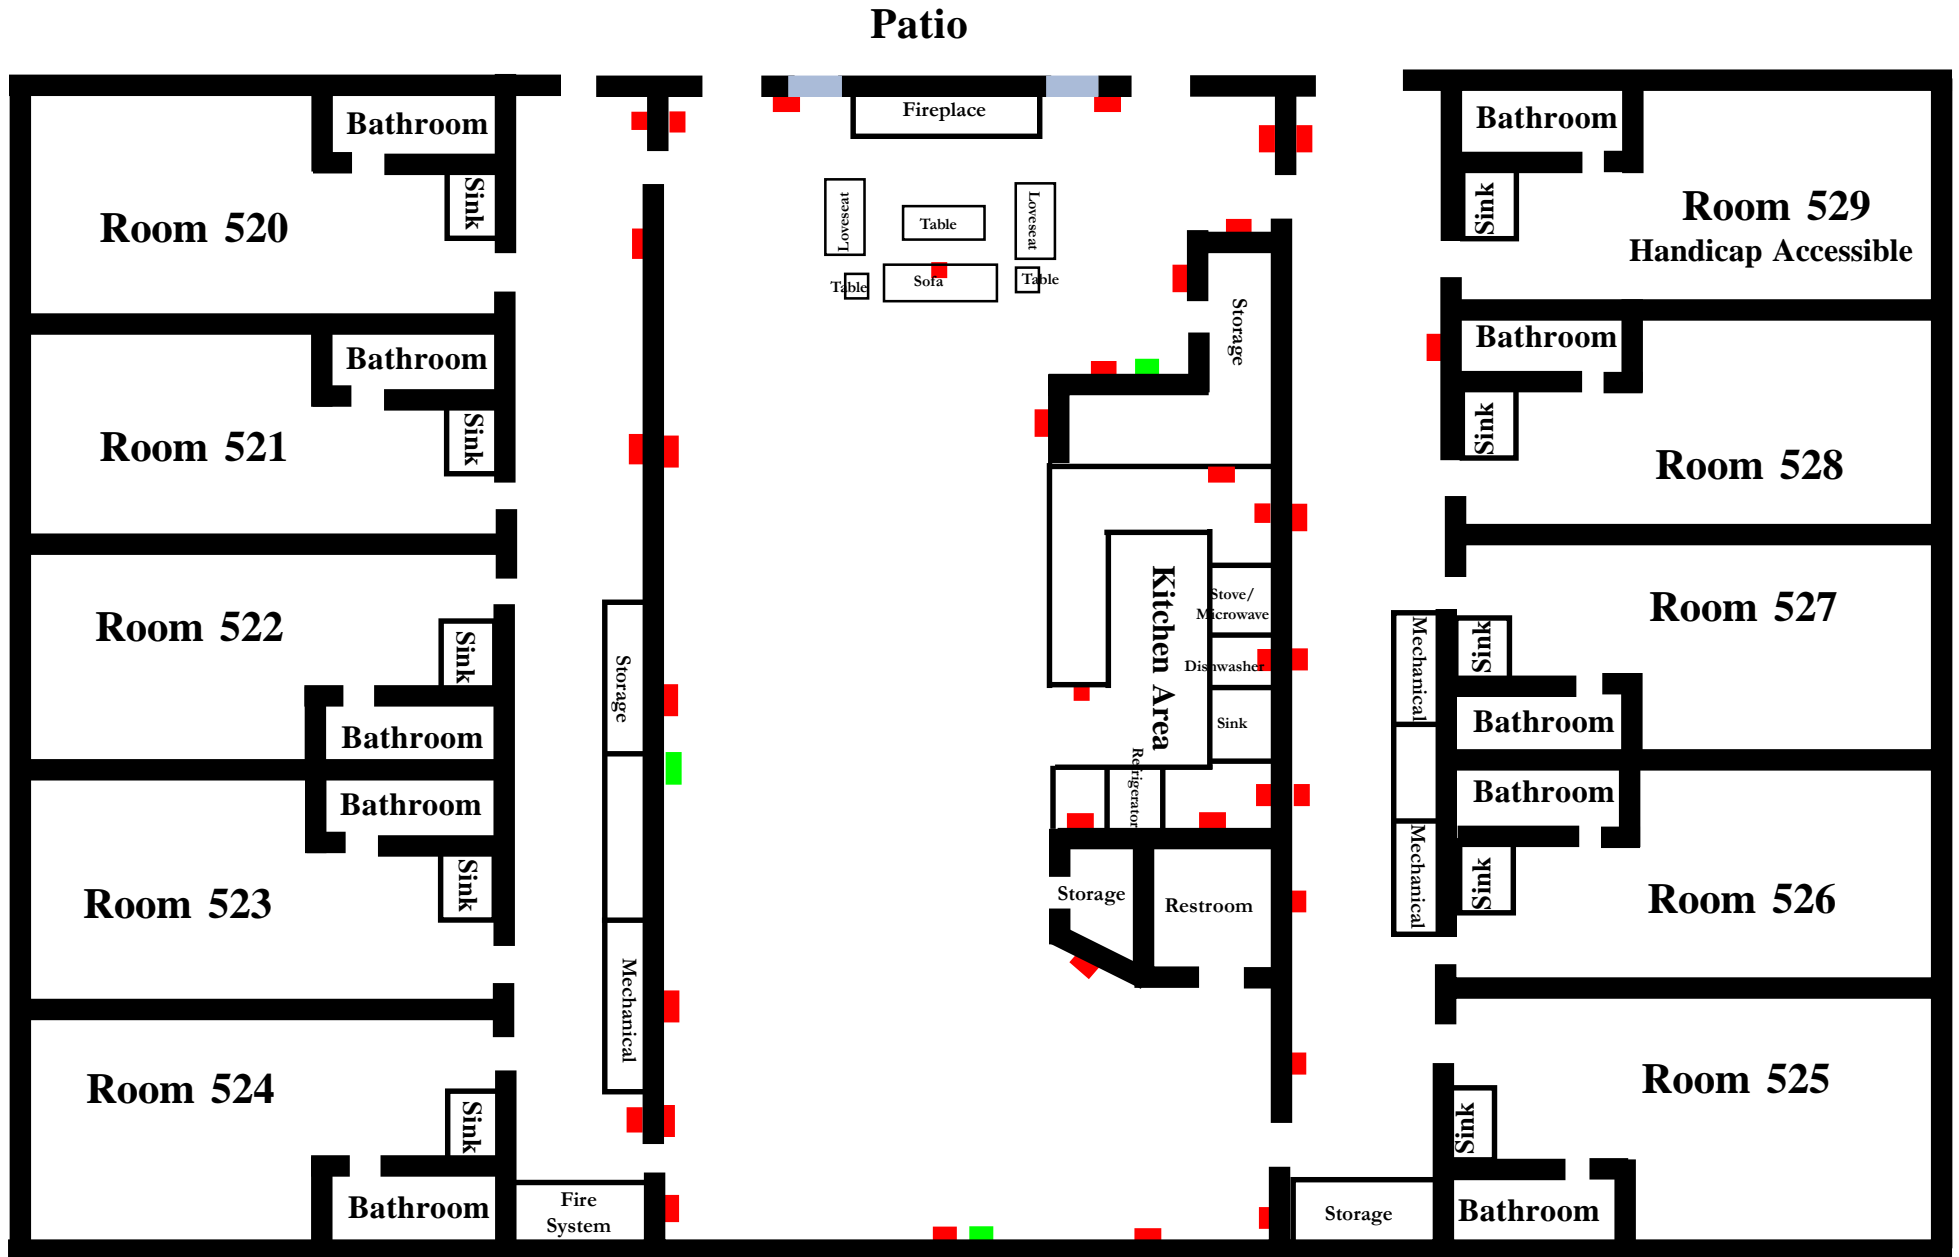 Patio
Fireplace
Bathroom
Bathroom
Sink
Loveseat
Table
Loveseat
Sink
Room 520
Room 529
Handicap Accessible
Table
Sofa
Table
Storage
Bathroom
Bathroom
Sink
Sink
Room 521
Room 528
Kitchen Area
Stove/
Microwave
Room 522
Sink
Storage
Dishwasher
Mechanical
Sink
Room 527
Sink
Bathroom
Bathroom
Refrigerator
Bathroom
Bathroom
Sink
Mechanical
Sink
Room 523
Storage
Restroom
Room 526
Mechanical
Room 524
Room 525
Sink
Sink
Bathroom
Fire
System
Storage
Bathroom